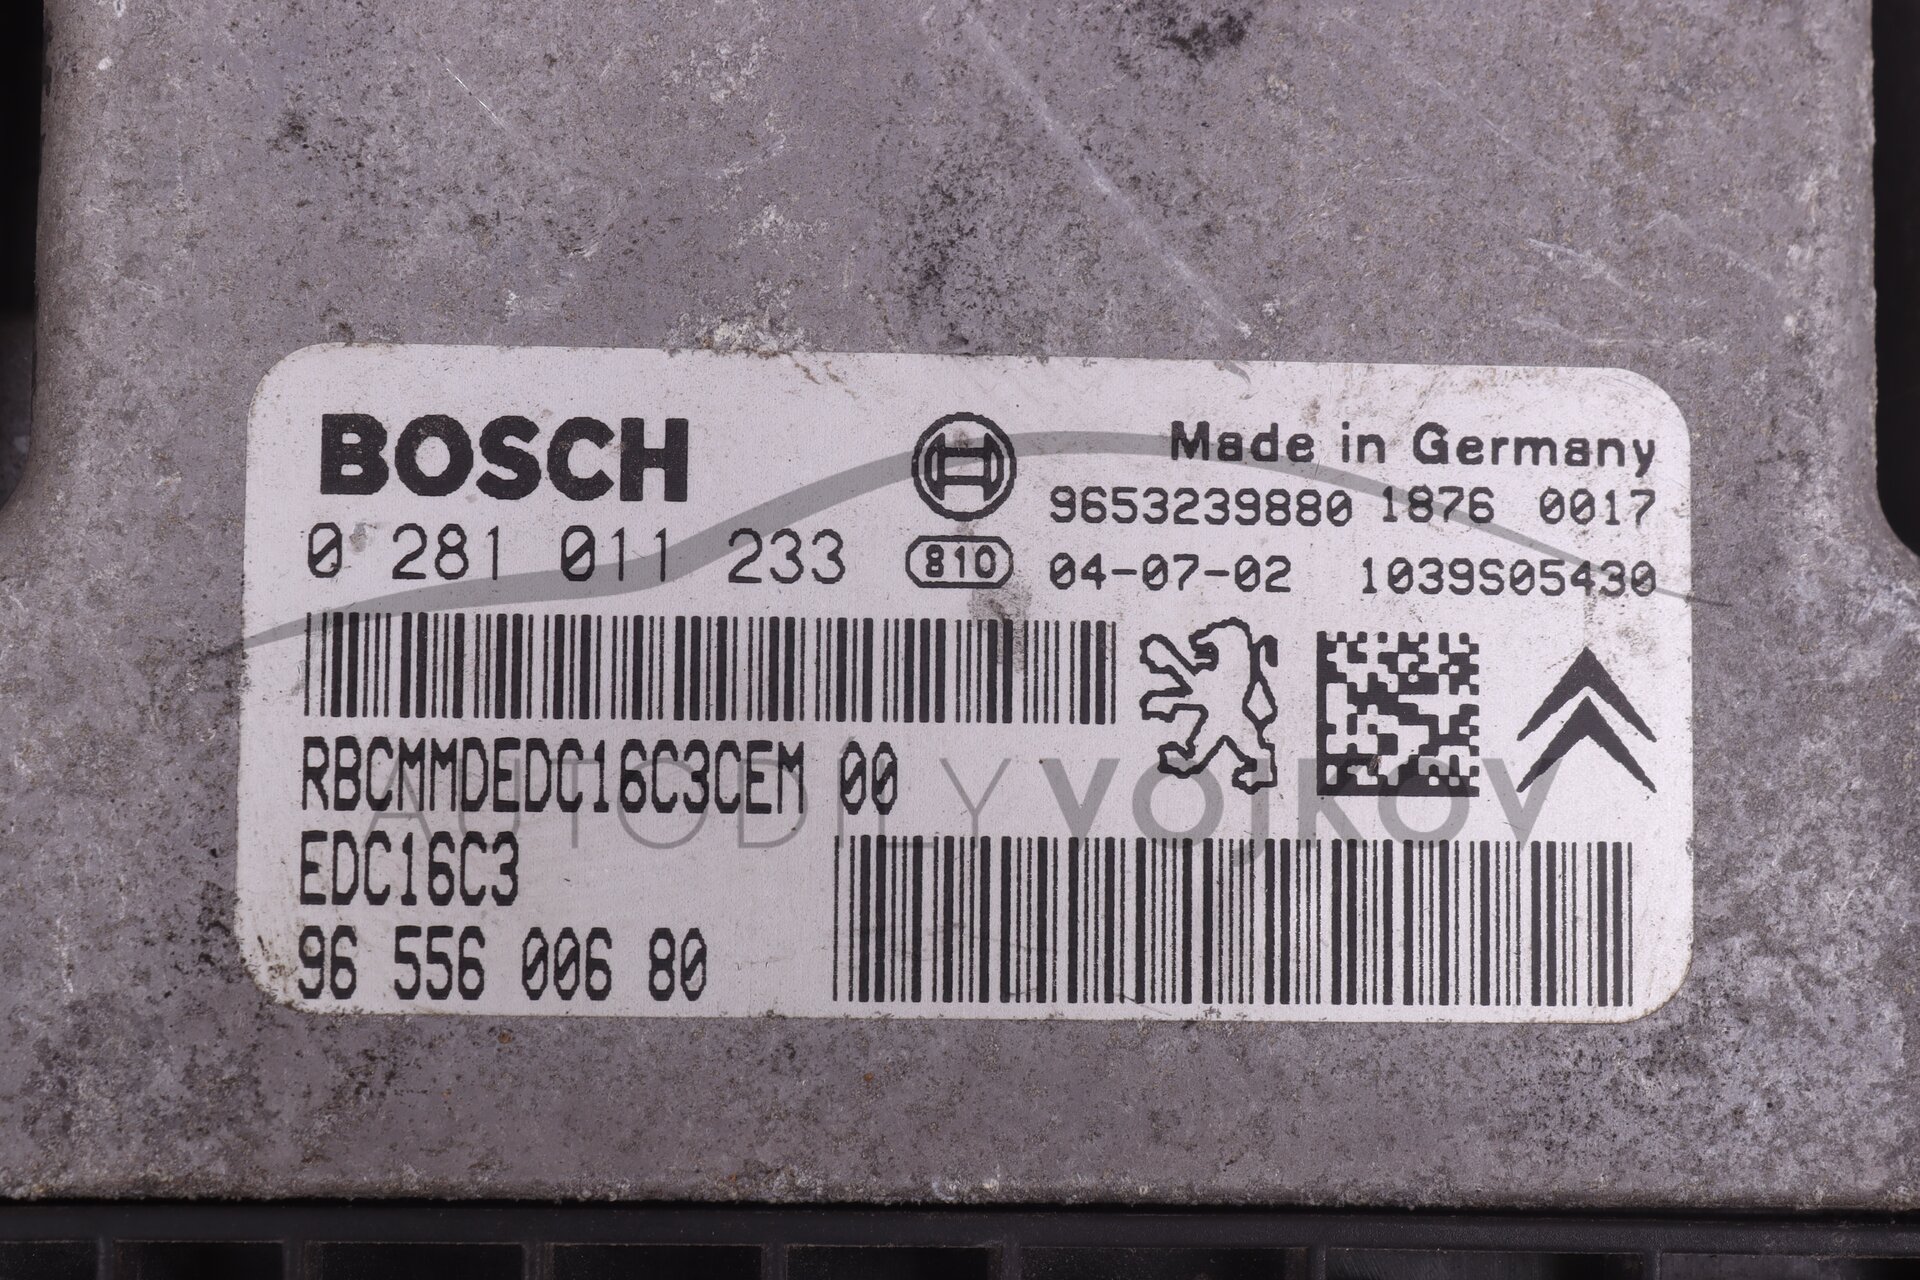 BOSCH
Made in Germany
9653239880 1876 0017
0 281 011 233
810
04-07-02 1039S05430
RBCMMDEDC16C3CEM 00
AUTODÍLY VOJKOV
EDC16C3
96 556 006 80